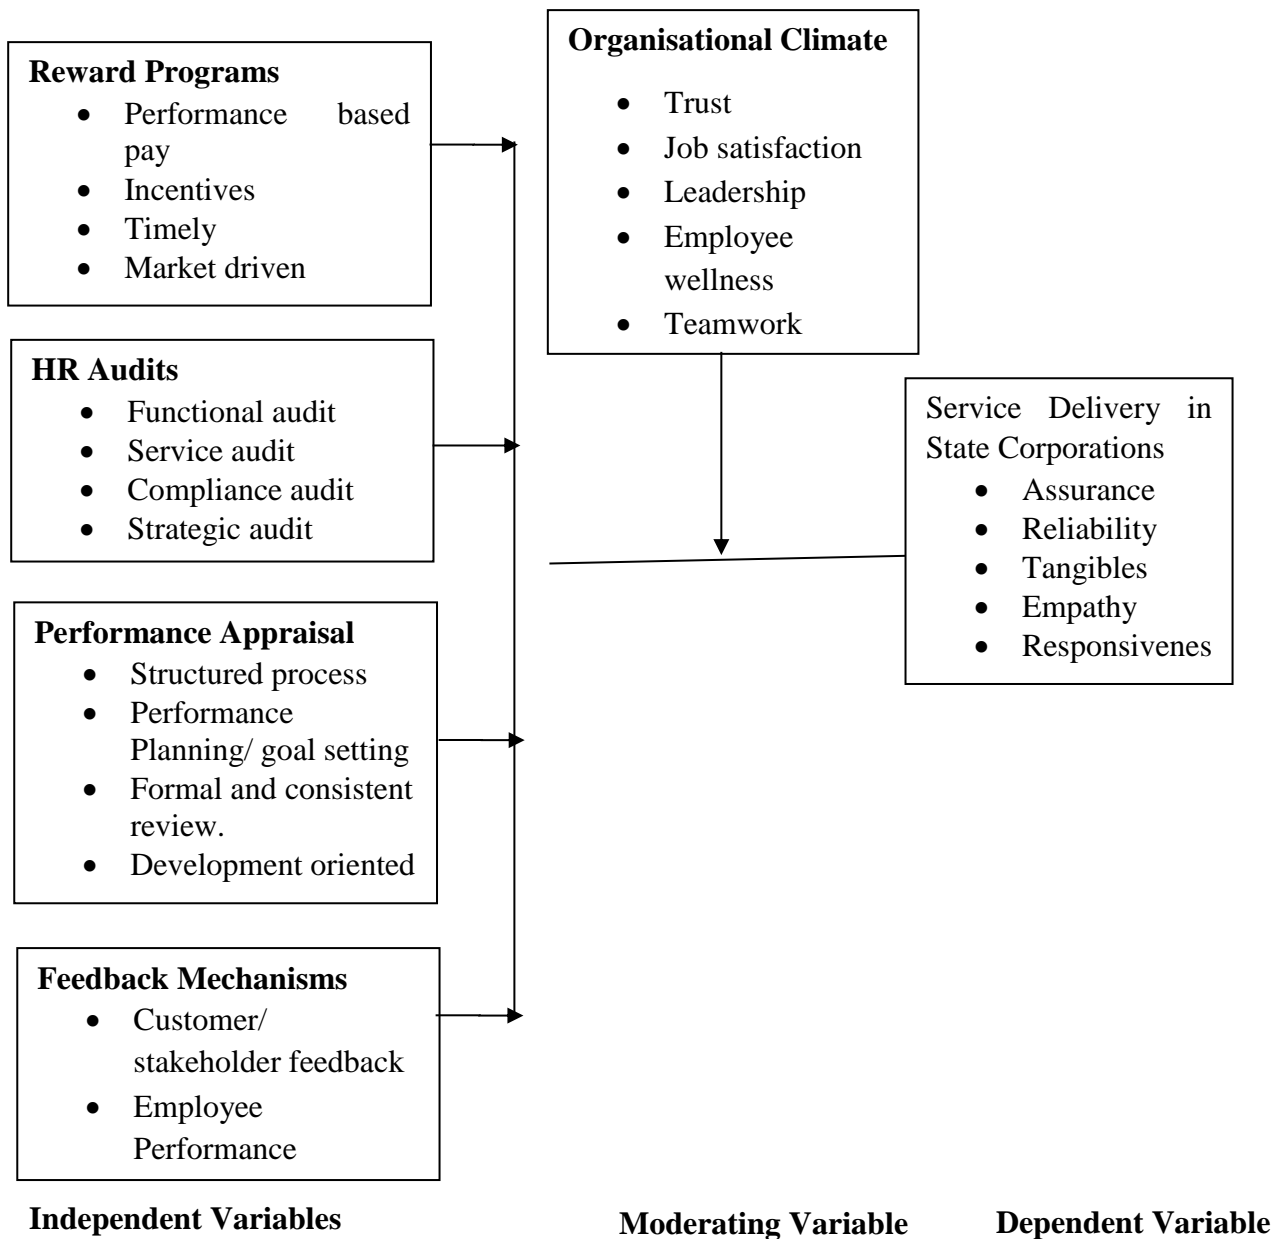 Reward Programs
• Performance based
pay
• Incentives
• Timely
• Market driven
HR Audits
• Functional audit
• Service audit
• Compliance audit
• Strategic audit
Performance Appraisal
• Structured process
• Performance
Planning/ goal setting
• Formal and consistent
review.
• Development oriented
Feedback Mechanisms
• Customer/
stakeholder feedback
• Employee
Performance
Independent Variables
Organisational Climate
• Trust
• Job satisfaction
• Leadership
• Employee
wellness
• Teamwork
Moderating Variable
Service Delivery in
State Corporations
• Assurance
• Reliability
• Tangibles
• Empathy
• Responsivenes
Dependent Variable